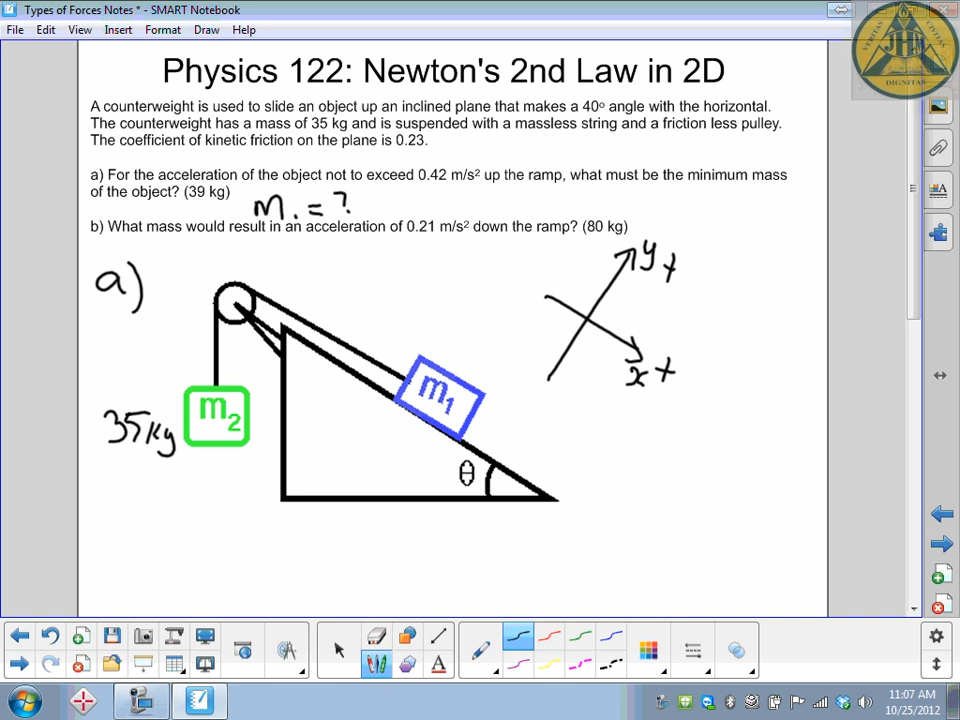 Types of Forces Notes * - SMART Notebook
File Edit View Insert Format Draw Help
VERITAS CIVITAS
JHM
DIGNITAS
Physics 122: Newton's 2nd Law in 2D
A counterweight is used to slide an object up an inclined plane that makes a 40º angle with the horizontal.
The counterweight has a mass of 35 kg and is suspended with a massless string and a friction less pulley.
The coefficient of kinetic friction on the plane is 0.23.
a) For the acceleration of the object not to exceed 0.42 m/s² up the ramp, what must be the minimum mass
of the object? (39 kg)
m₁ = ?
b) What mass would result in an acceleration of 0.21 m/s² down the ramp? (80 kg)
a)
y +
x +
m₁
m₂
35kg
θ
A
11:07 AM
10/25/2012